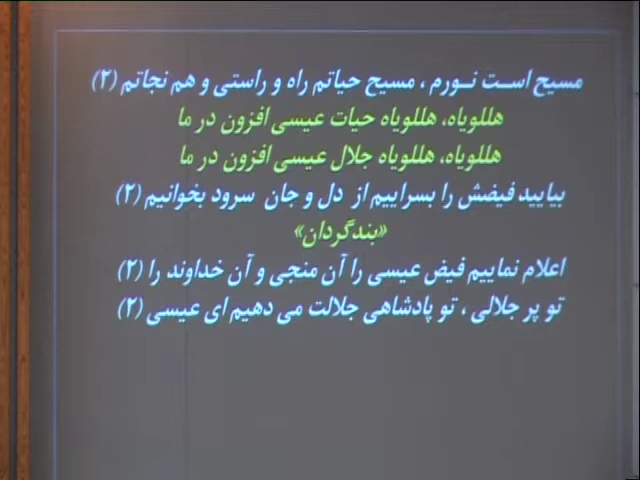 مسیح است نورم ، مسیح حیاتم راه و راستی و هم نجاتم (۲)
هللویاه، هللویاه حیات عیسی افزون در ما
هللویاه، هللویاه جلال عیسی افزون در ما
بیایید فیضش را بسراییم از دل و جان سرود بخوانیم (۲)
«بندگردان»
اعلام نماییم فیض عیسی را آن منجی و آن خداوند را (۲)
تو پر جلالی ، تو پادشاهی جلالت می دهیم ای عیسی (۲)